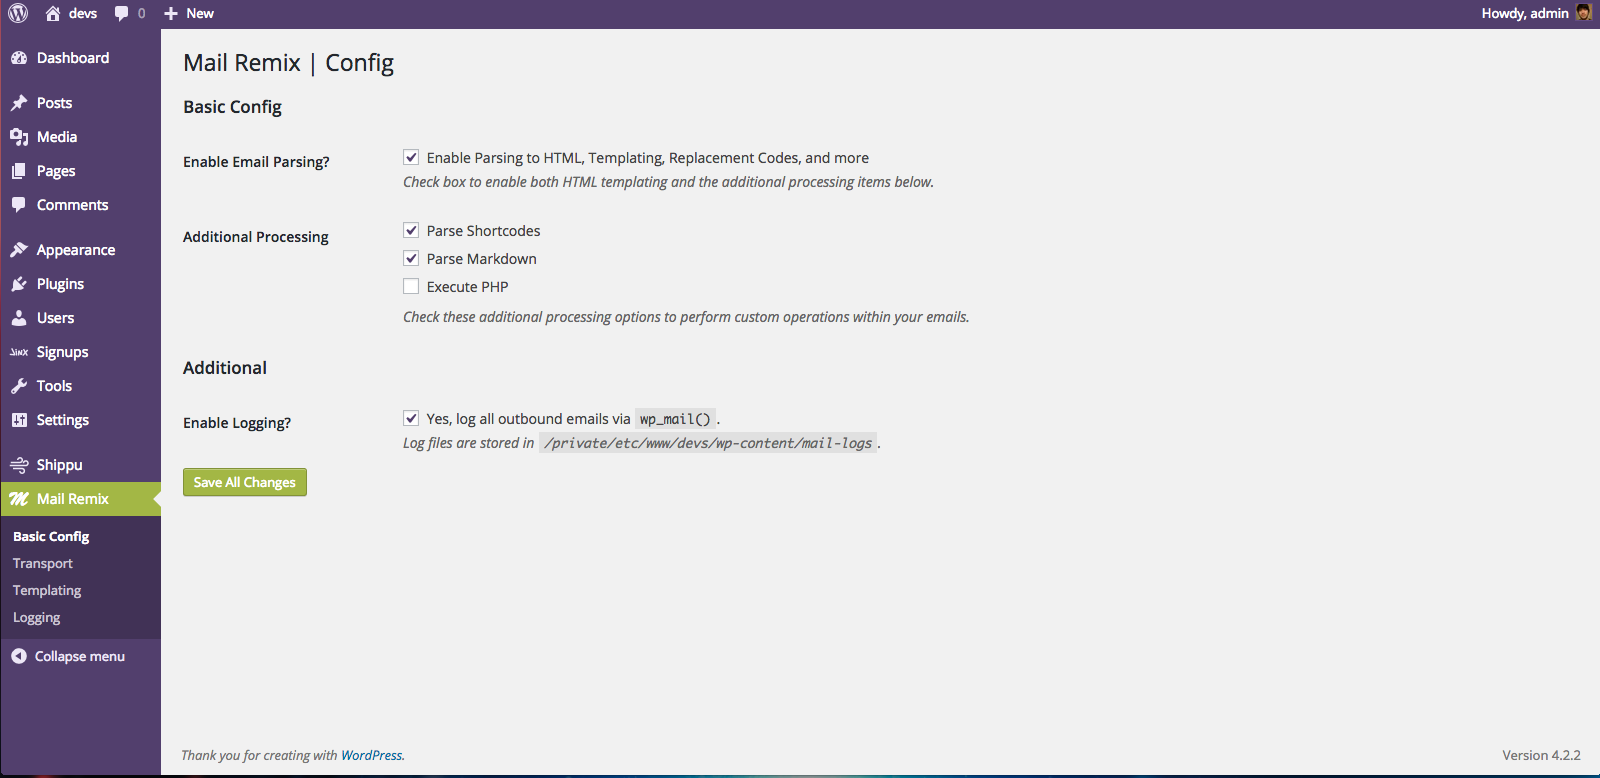 devs 0 New Howdy, admin
Dashboard
Posts
Media
Pages
Comments
Appearance
Plugins
Users
JINX Signups
Tools
Settings
Shippu
M Mail Remix
Basic Config
Transport
Templating
Logging
Collapse menu
Mail Remix | Config
Basic Config
Enable Email Parsing?
Enable Parsing to HTML, Templating, Replacement Codes, and more
Check box to enable both HTML templating and the additional processing items below.
Additional Processing
Parse Shortcodes
Parse Markdown
Execute PHP
Check these additional processing options to perform custom operations within your emails.
Additional
Enable Logging?
Yes, log all outbound emails via wp_mail() .
Log files are stored in /private/etc/www/devs/wp-content/mail-logs .
Save All Changes
Thank you for creating with WordPress.
Version 4.2.2